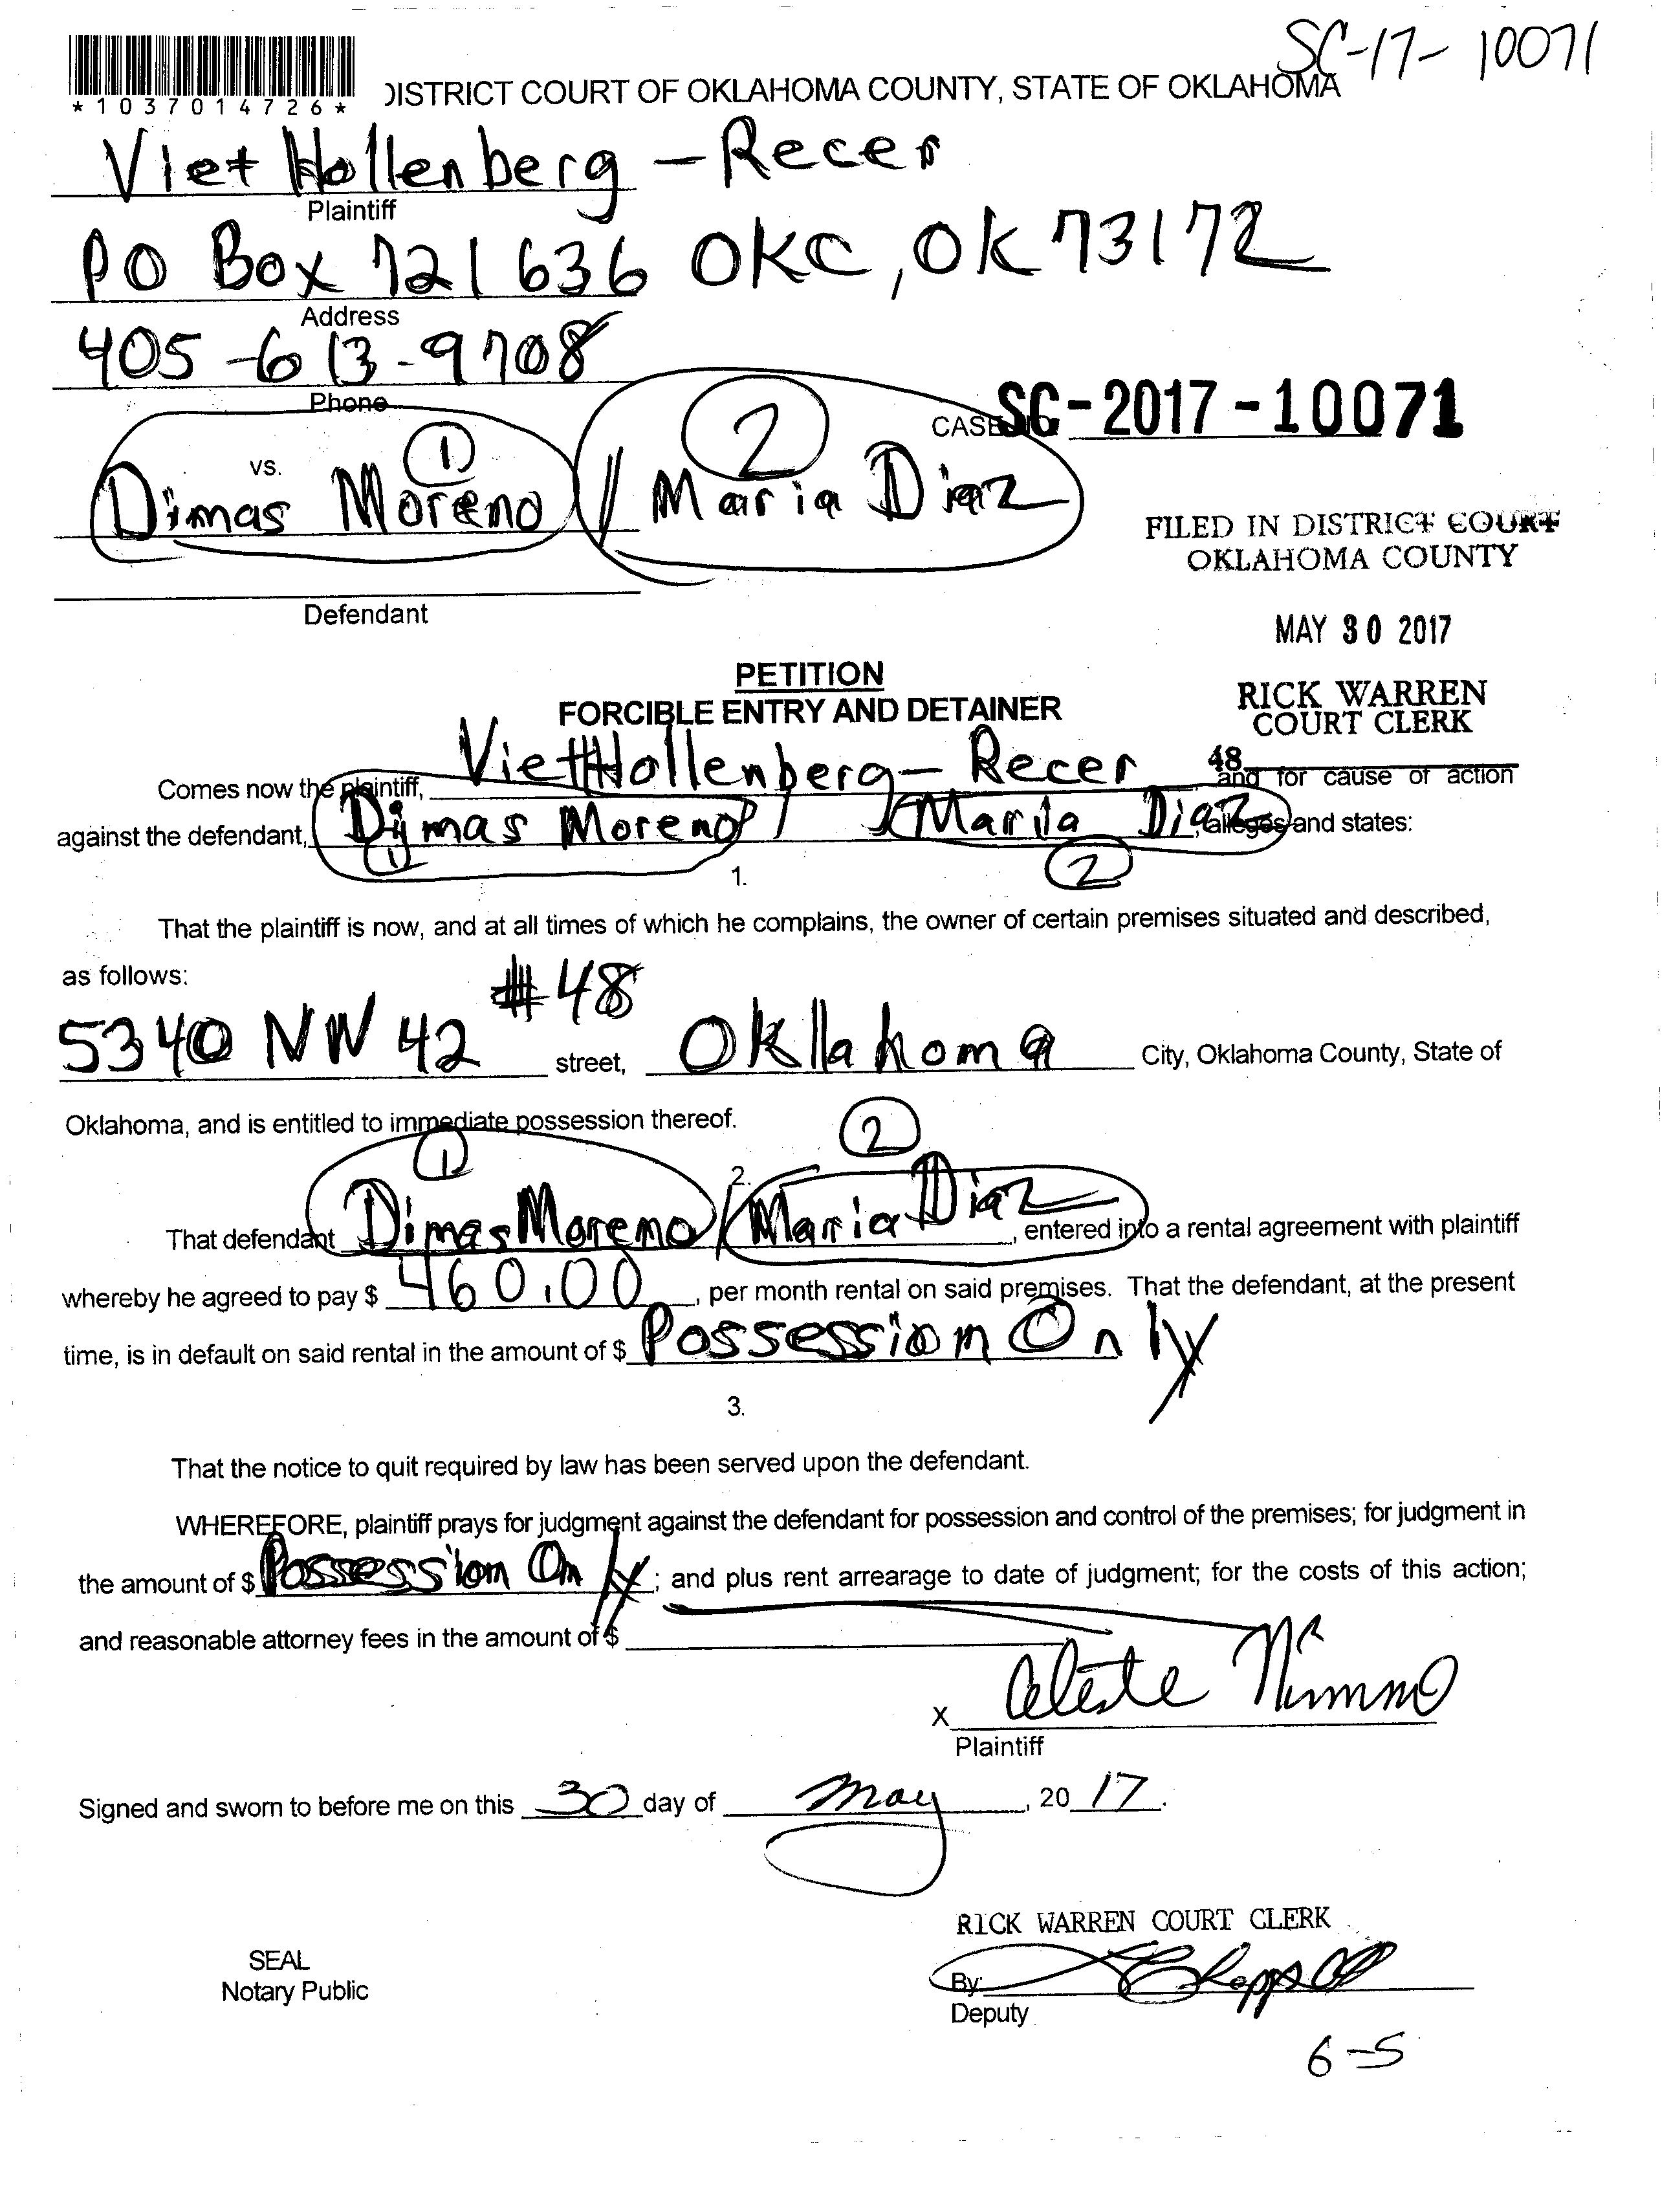 SC-17-10071
*1037014726*
DISTRICT COURT OF OKLAHOMA COUNTY, STATE OF OKLAHOMA
Viet Hollenberg - Recer
Plaintiff
PO Box 721636 OKC, OK 73172
Address
405-613-9708
Phone
CASE SC-2017-10071
vs. 1 2
Dimas Moreno / Maria Diaz
FILED IN DISTRICT COURT
OKLAHOMA COUNTY
Defendant
MAY 30 2017
PETITION
RICK WARREN
FORCIBLE ENTRY AND DETAINER
COURT CLERK
48
Comes now the plaintiff, Viet Hollenberg - Recer and for cause of action
against the defendant, Dimas Moreno / Maria Diaz, alleges and states:
1 2
1.
That the plaintiff is now, and at all times of which he complains, the owner of certain premises situated and described,
as follows:
5340 NW 42 #48 street, Oklahoma City, Oklahoma County, State of
Oklahoma, and is entitled to immediate possession thereof.
1 2
2.
That defendant Dimas Moreno / Maria Diaz, entered into a rental agreement with plaintiff
whereby he agreed to pay $ 460.00, per month rental on said premises. That the defendant, at the present
time, is in default on said rental in the amount of $ Possession Only
3.
That the notice to quit required by law has been served upon the defendant.
WHEREFORE, plaintiff prays for judgment against the defendant for possession and control of the premises; for judgment in
the amount of $ Possession Only; and plus rent arrearage to date of judgment; for the costs of this action;
and reasonable attorney fees in the amount of $
X Celeste Nimmo
Plaintiff
Signed and sworn to before me on this 30 day of May, 20 17.
RICK WARREN COURT CLERK
SEAL
Notary Public
By:
Deputy
6-5